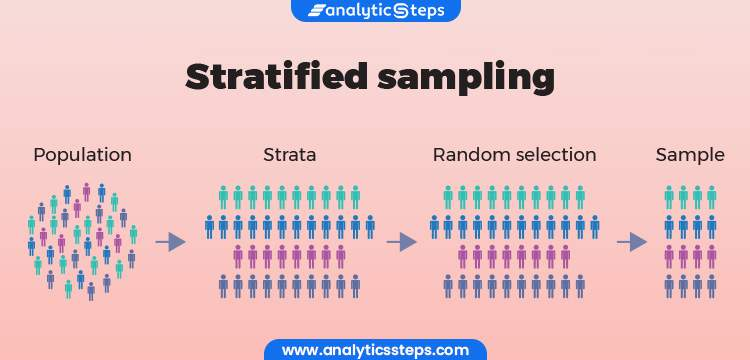 analyticSteps
Stratified sampling
Population
Strata
Random selection
Sample
www.analyticssteps.com